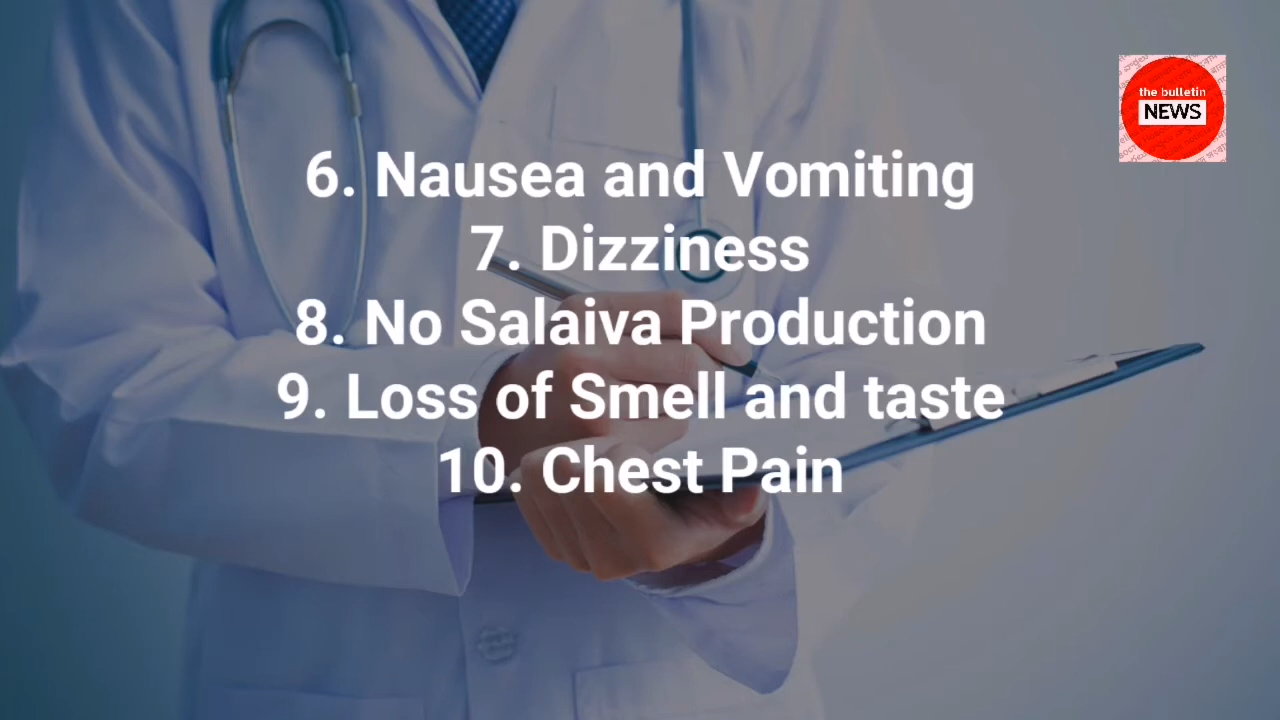 the bulletin
NEWS
6. Nausea and Vomiting
7. Dizziness
8. No Salaiva Production
9. Loss of Smell and taste
10. Chest Pain